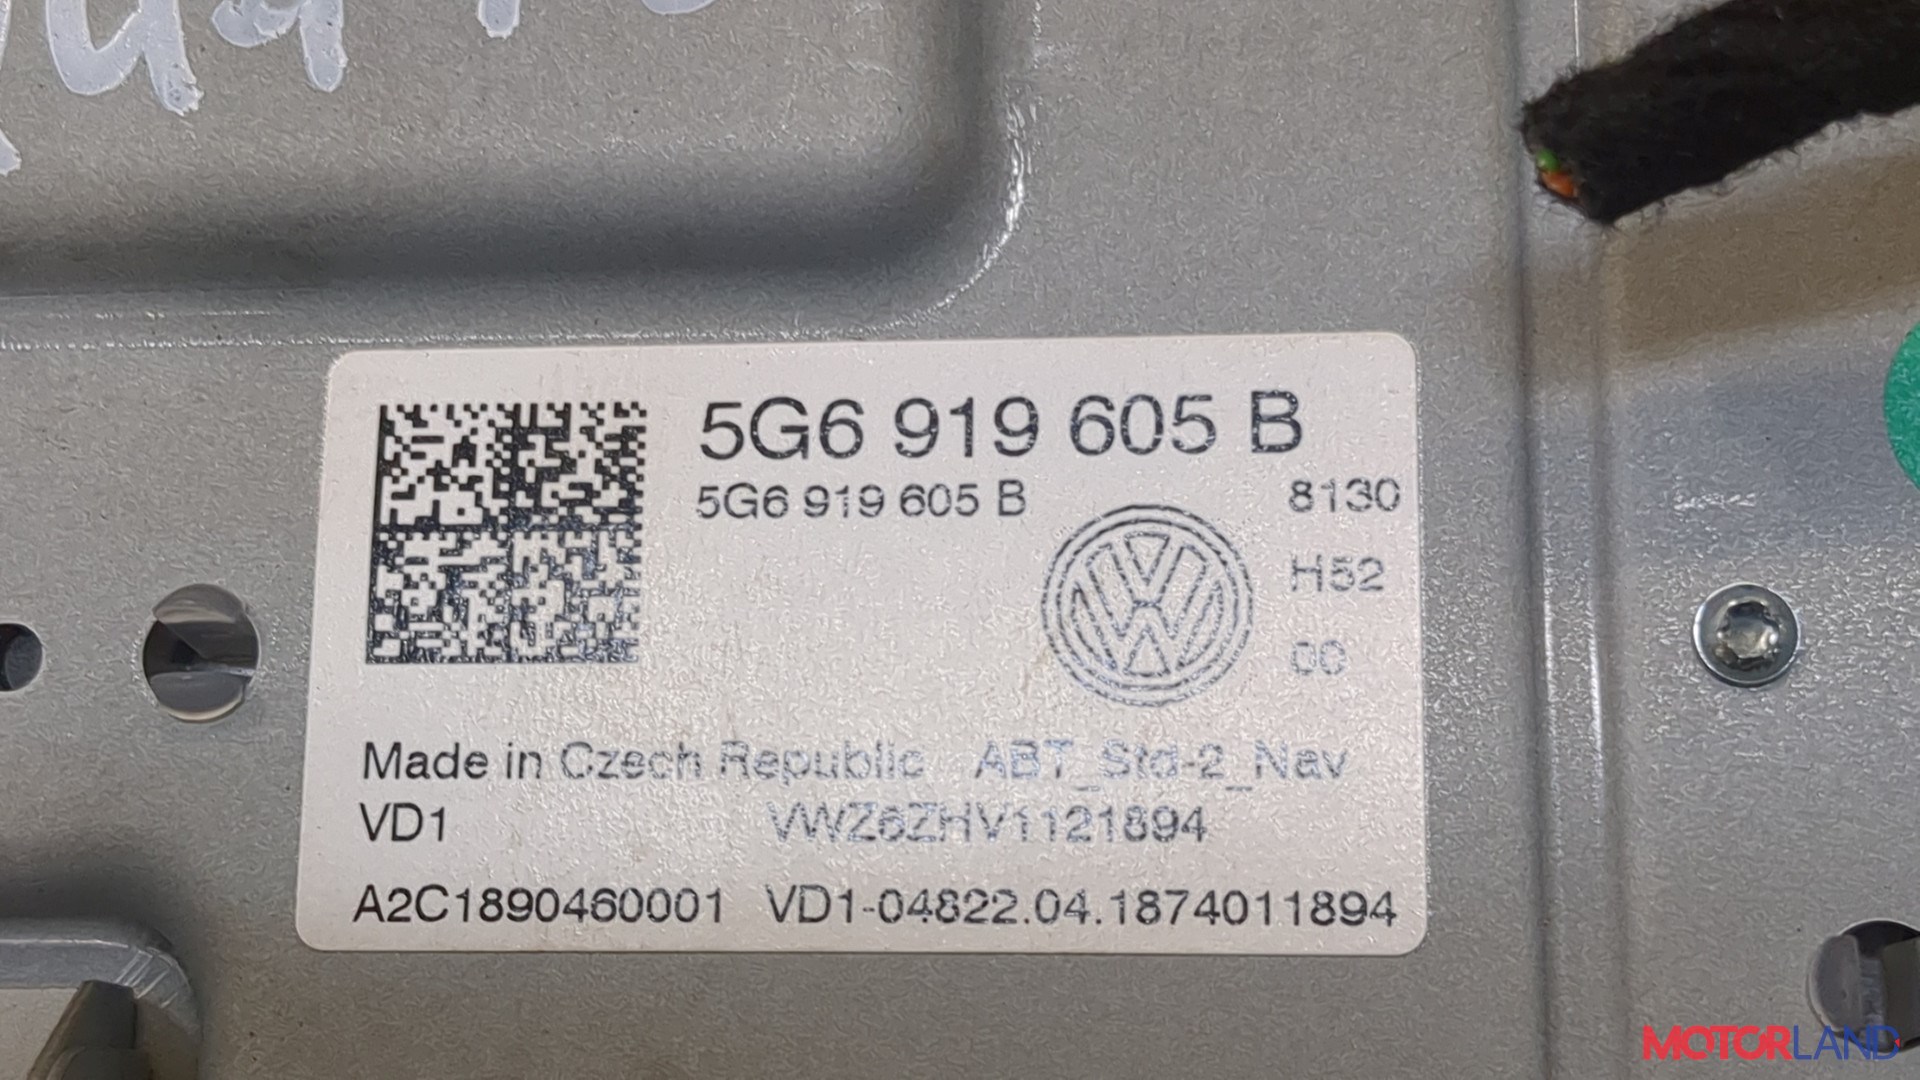 5G6 919 605 B
5G6 919 605 B
8130
H52
00
Made in Czech Republic ABT_Std-2_Nav
VD1 VWZ6ZHV1121894
A2C1890460001 VD1-04822.04.1874011894
MOTORLAND